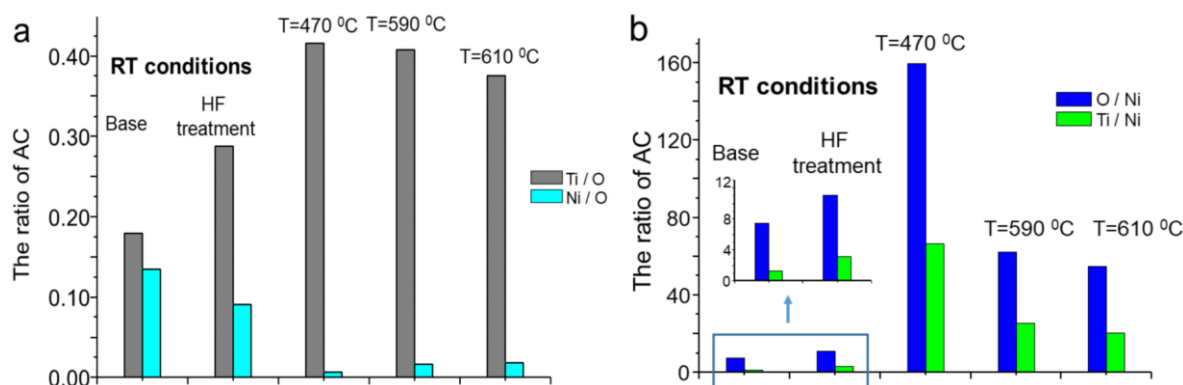 a
The ratio of AC
0.40
0.30
0.20
0.10
0.00
RT conditions
Base
HF
treatment
T=470 ⁰C
T=590 ⁰C
T=610 ⁰C
Ti / O
Ni / O
b
The ratio of AC
160
120
80
40
0
RT conditions
Base
HF
treatment
12
8
4
0
T=470 ⁰C
T=590 ⁰C
T=610 ⁰C
O / Ni
Ti / Ni